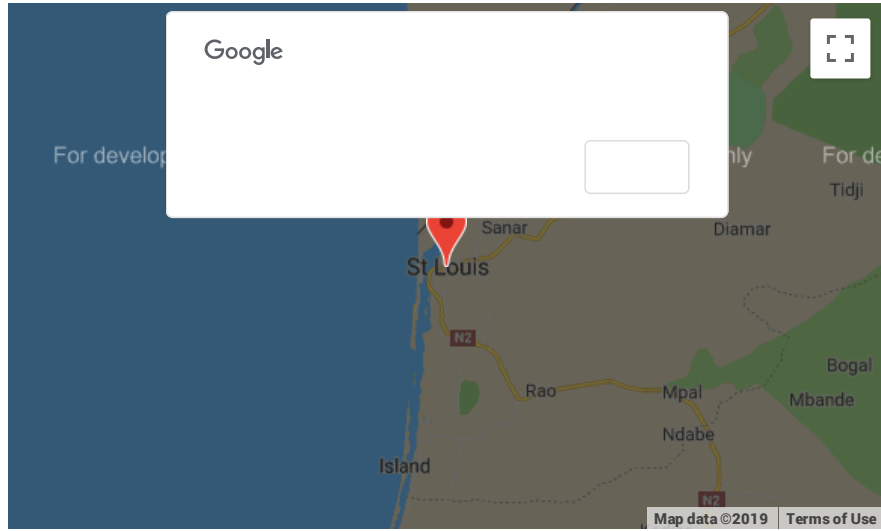 Google
For develop
nly
For de
Tidji
Sanar
Diamar
St Louis
N2
Bogal
Rao
Mpal
Mbande
Ndabe
Island
N2
Map data ©2019
Terms of Use